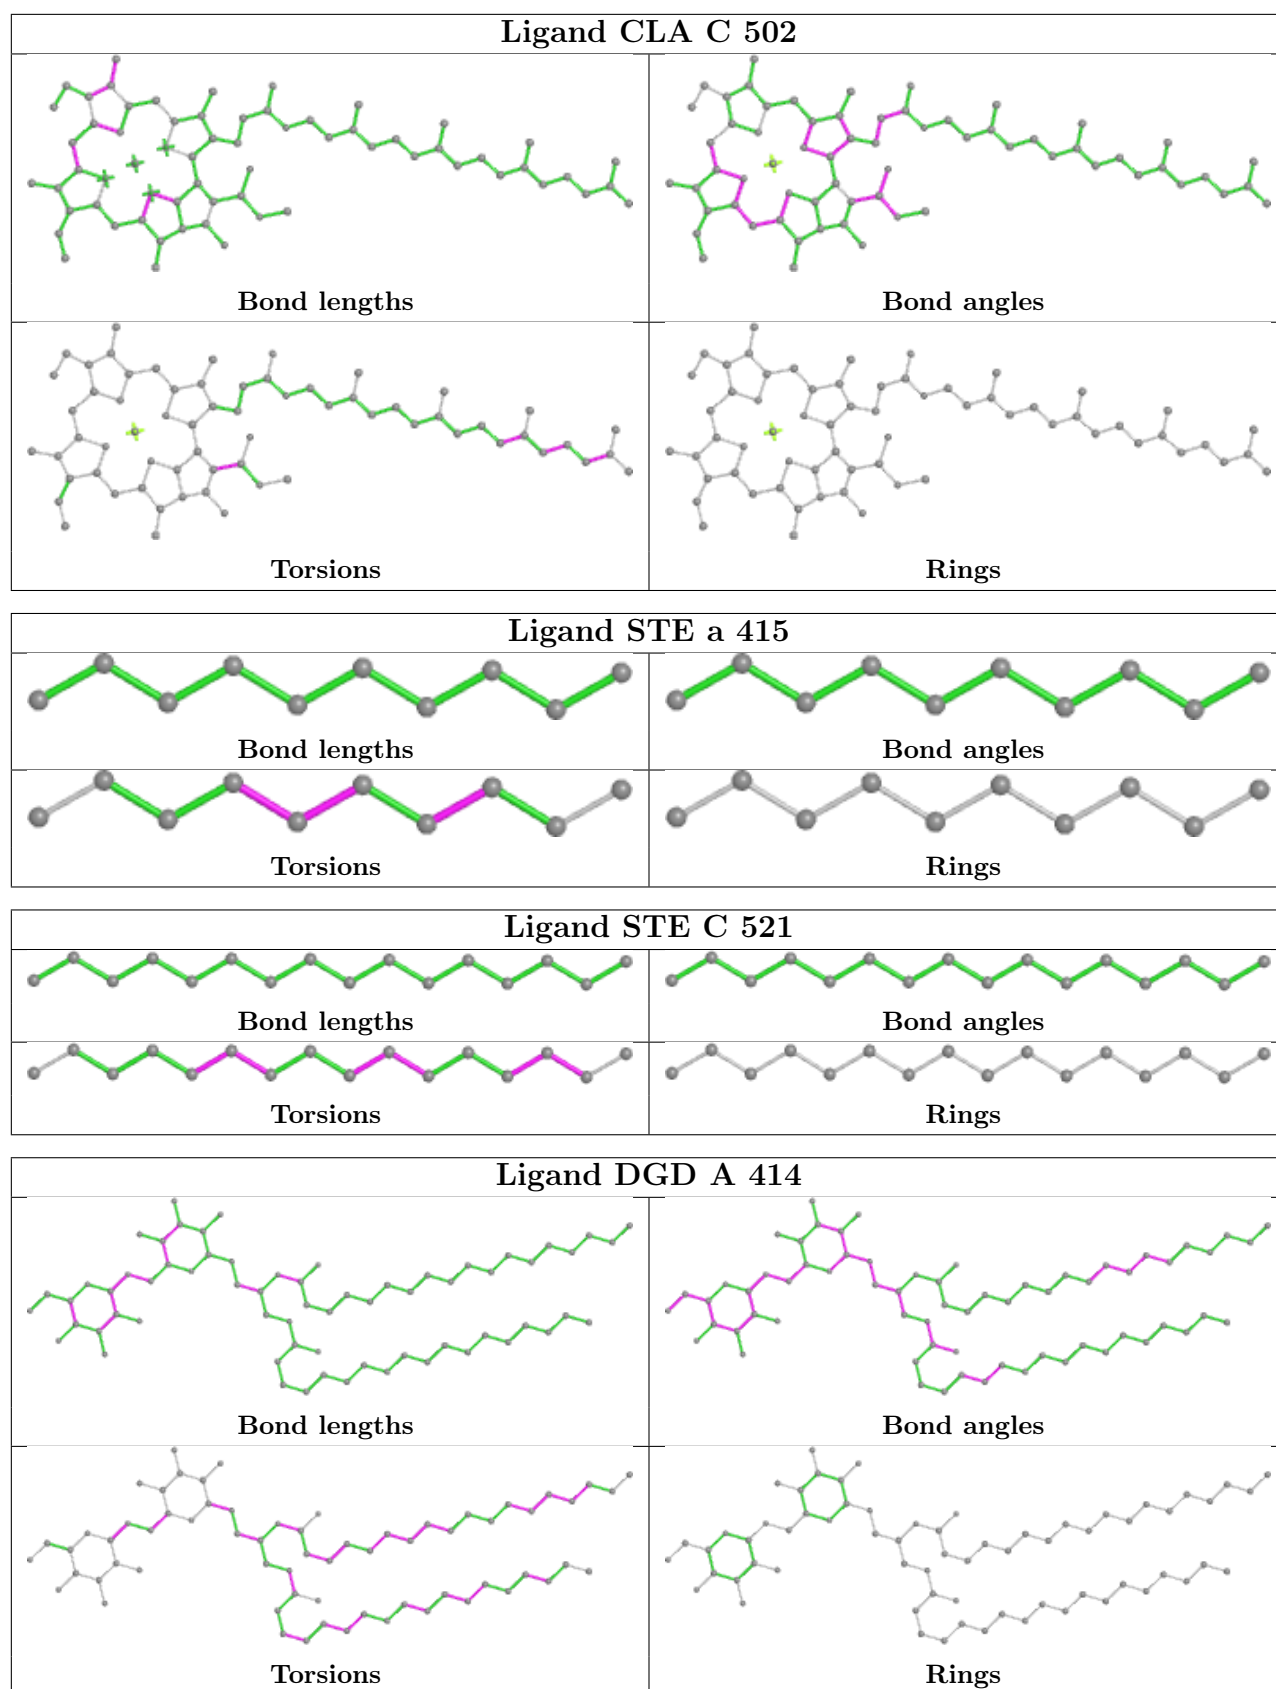 Ligand CLA C 502
Bond lengths
Bond angles
Torsions
Rings
Ligand STE a 415
Bond lengths
Bond angles
Torsions
Rings
Ligand STE C 521
Bond lengths
Bond angles
Torsions
Rings
Ligand DGD A 414
Bond lengths
Bond angles
Torsions
Rings